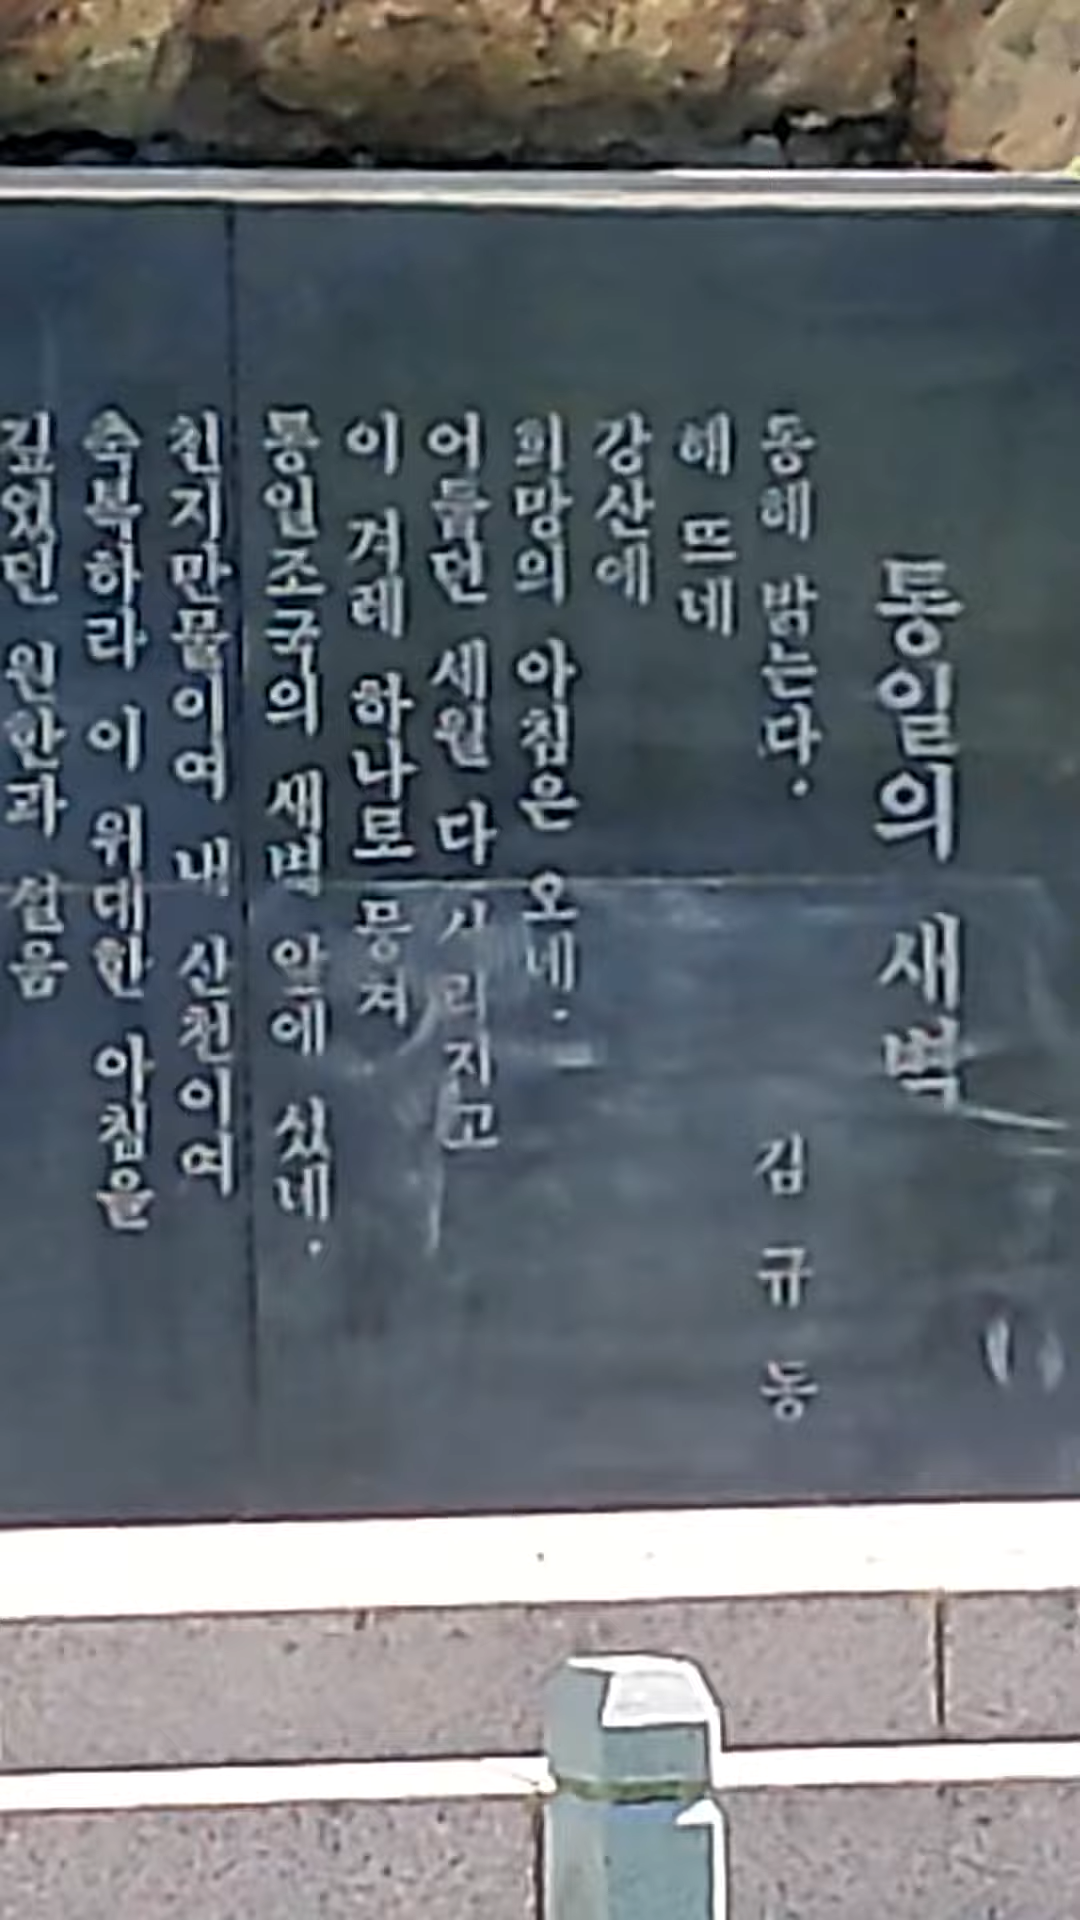 통일의 새벽
김 규 동
동해 밝는다.
해 뜨네
강산에
희망의 아침은 오네.
어둡던 세월 다 사라지고
이 겨레 하나로 뭉쳐
통일조국의 새벽 앞에 섰네.
천지만물이여 내 산천이여
축복하라 이 위대한 아침을
깊었던 원한과 설움